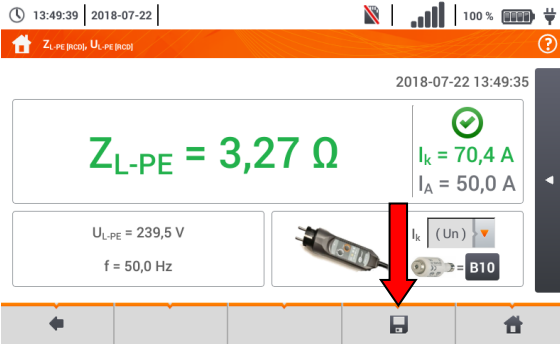 13:49:39 2018-07-22 100 %
ZL-PE [RCD], UL-PE [RCD] ?
2018-07-22 13:49:35
ZL-PE = 3,27 Ω
Ik = 70,4 A
IA = 50,0 A
UL-PE = 239,5 V
f = 50,0 Hz
Ik (Un)
= B10